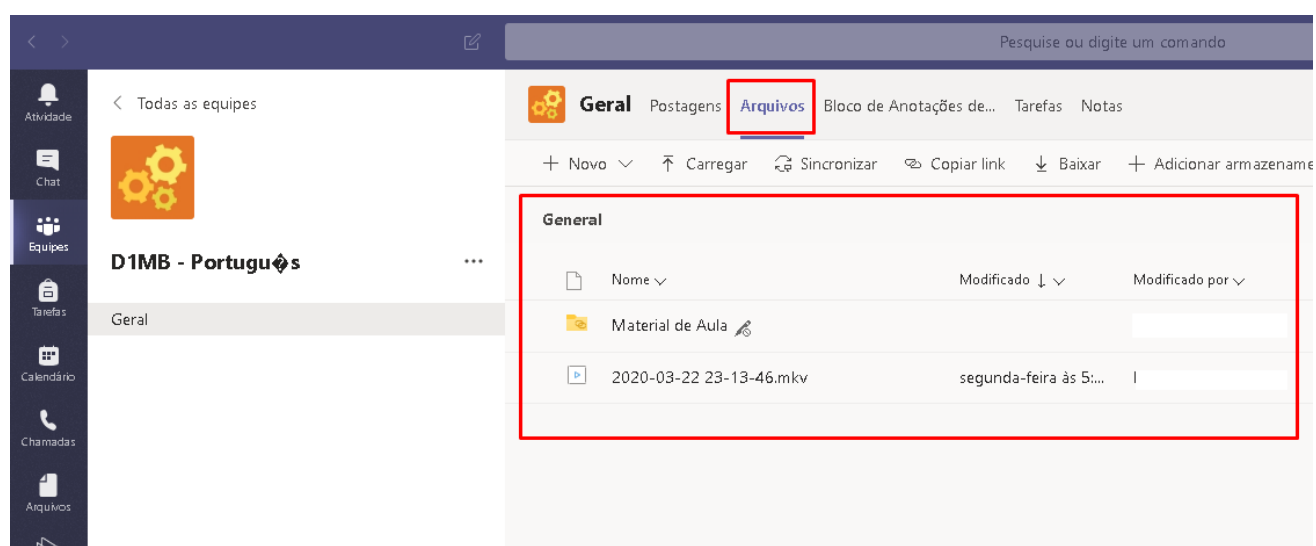 Pesquise ou digite um comando
Atividade
Chat
Equipes
Tarefas
Calendário
Chamadas
Arquivos
Todas as equipes
D1MB - Portugu�s
Geral
Geral Postagens Arquivos Bloco de Anotações de... Tarefas Notas
Novo Carregar Sincronizar Copiar link Baixar Adicionar armazename
General
Nome Modificado Modificado por
Material de Aula
2020-03-22 23-13-46.mkv segunda-feira às 5:...